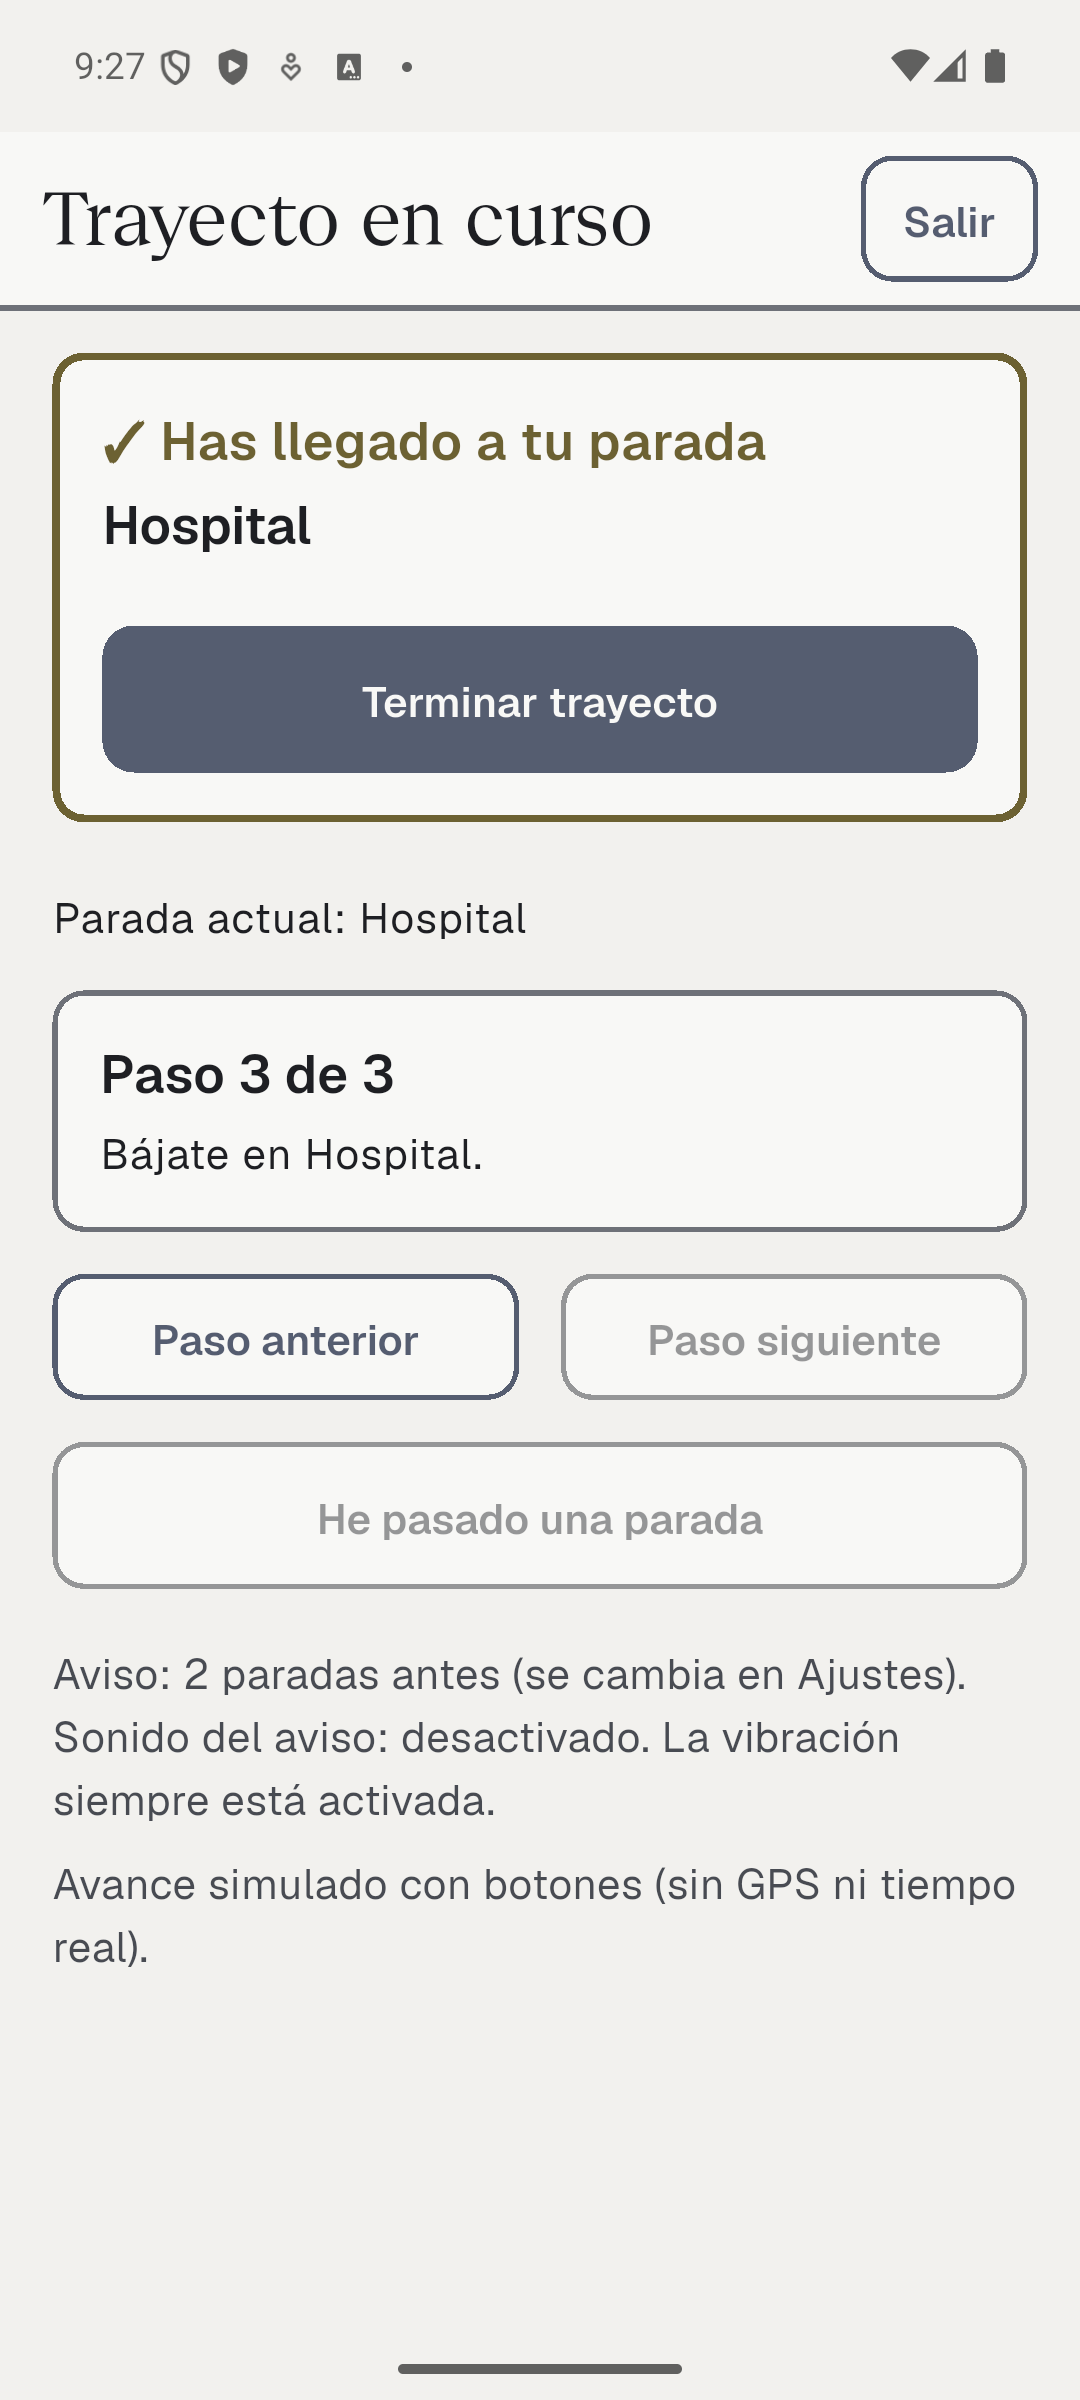 9:27
Trayecto en curso
Salir
✓ Has llegado a tu parada
Hospital
Terminar trayecto
Parada actual: Hospital
Paso 3 de 3
Bájate en Hospital.
Paso anterior
Paso siguiente
He pasado una parada
Aviso: 2 paradas antes (se cambia en Ajustes).
Sonido del aviso: desactivado. La vibración
siempre está activada.
Avance simulado con botones (sin GPS ni tiempo
real).